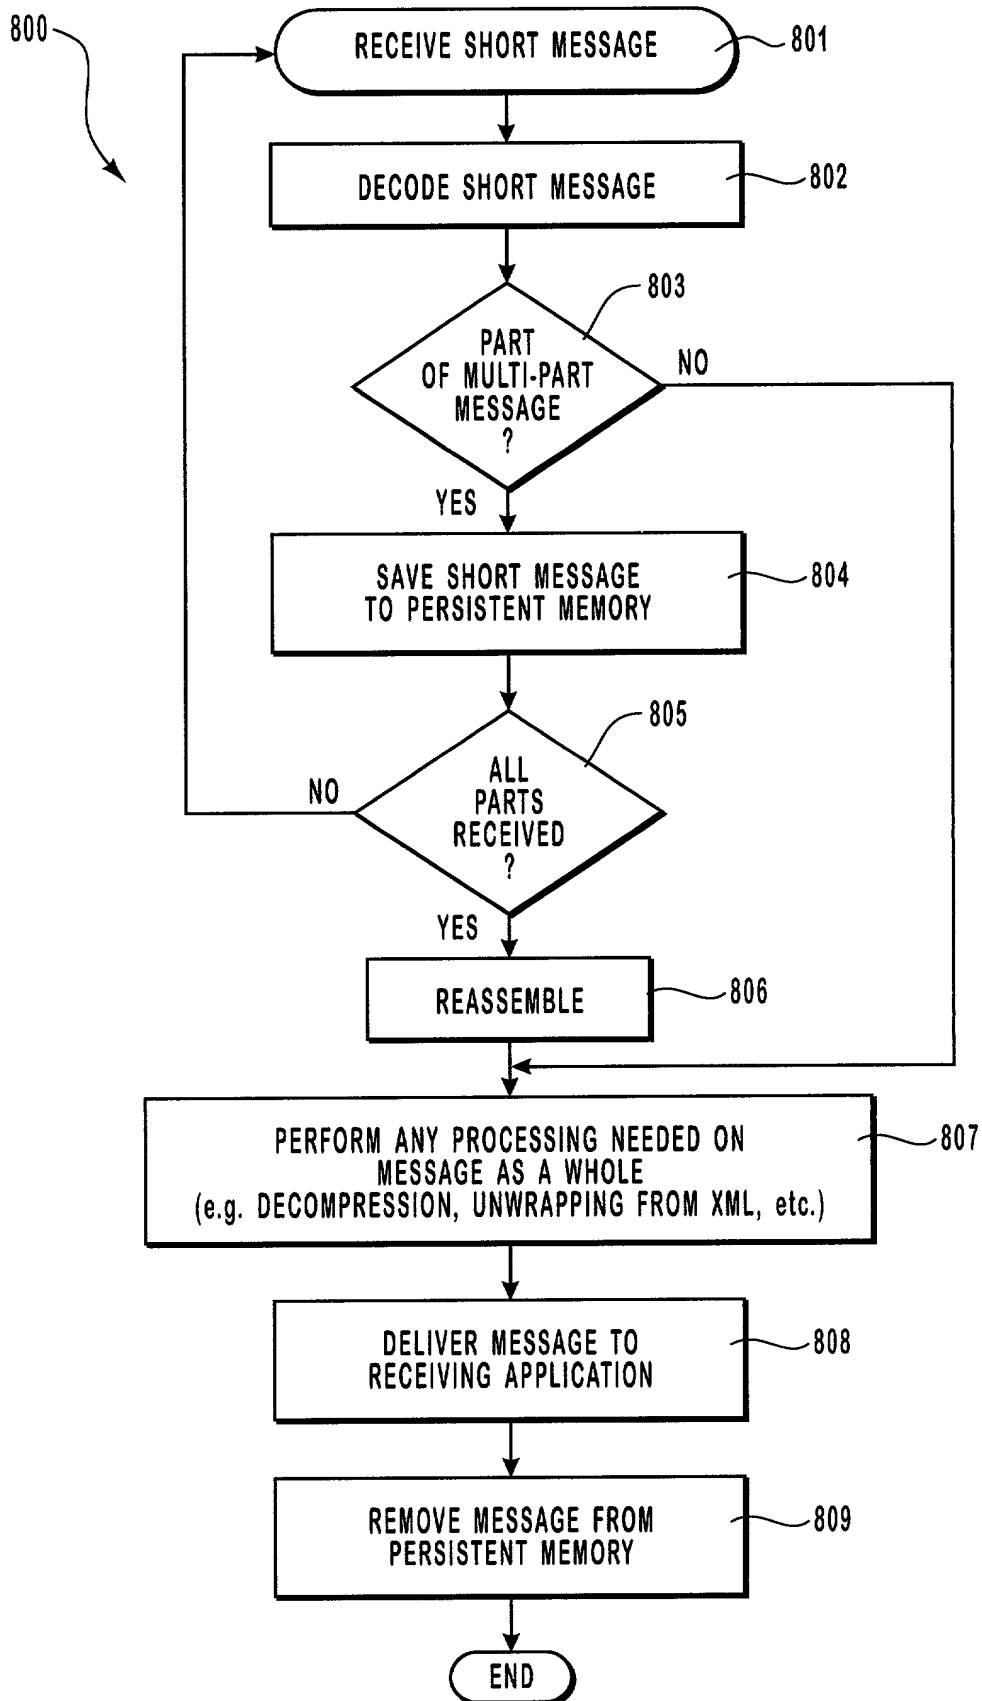 800
RECEIVE SHORT MESSAGE
801
DECODE SHORT MESSAGE
802
803
PART
OF MULTI-PART
MESSAGE
?
NO
YES
SAVE SHORT MESSAGE
TO PERSISTENT MEMORY
804
805
ALL
PARTS
RECEIVED
?
NO
YES
REASSEMBLE
806
PERFORM ANY PROCESSING NEEDED ON
MESSAGE AS A WHOLE
(e.g. DECOMPRESSION, UNWRAPPING FROM XML, etc.)
807
DELIVER MESSAGE TO
RECEIVING APPLICATION
808
REMOVE MESSAGE FROM
PERSISTENT MEMORY
809
END